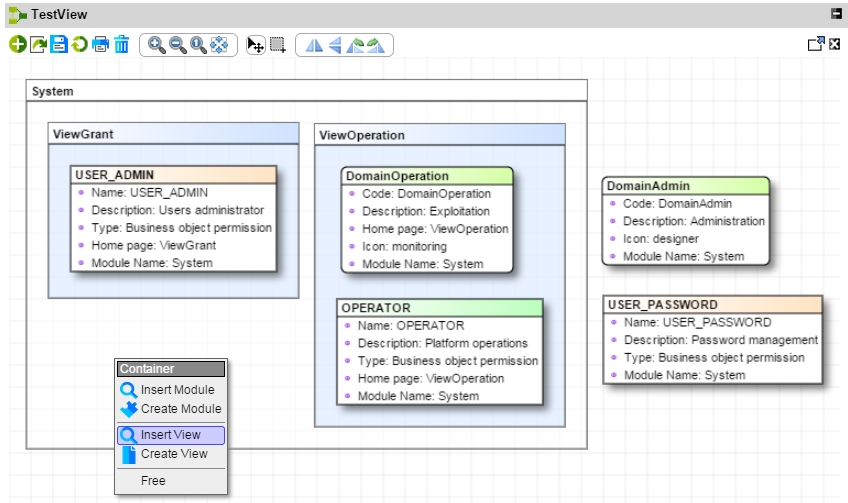 TestView
System
ViewGrant
USER_ADMIN
Name: USER_ADMIN
Description: Users administrator
Type: Business object permission
Home page: ViewGrant
Module Name: System
ViewOperation
DomainOperation
Code: DomainOperation
Description: Exploitation
Home page: ViewOperation
Icon: monitoring
Module Name: System
OPERATOR
Name: OPERATOR
Description: Platform operations
Type: Business object permission
Home page: ViewOperation
Module Name: System
DomainAdmin
Code: DomainAdmin
Description: Administration
Icon: designer
Module Name: System
USER_PASSWORD
Name: USER_PASSWORD
Description: Password management
Type: Business object permission
Module Name: System
Container
Insert Module
Create Module
Insert View
Create View
Free